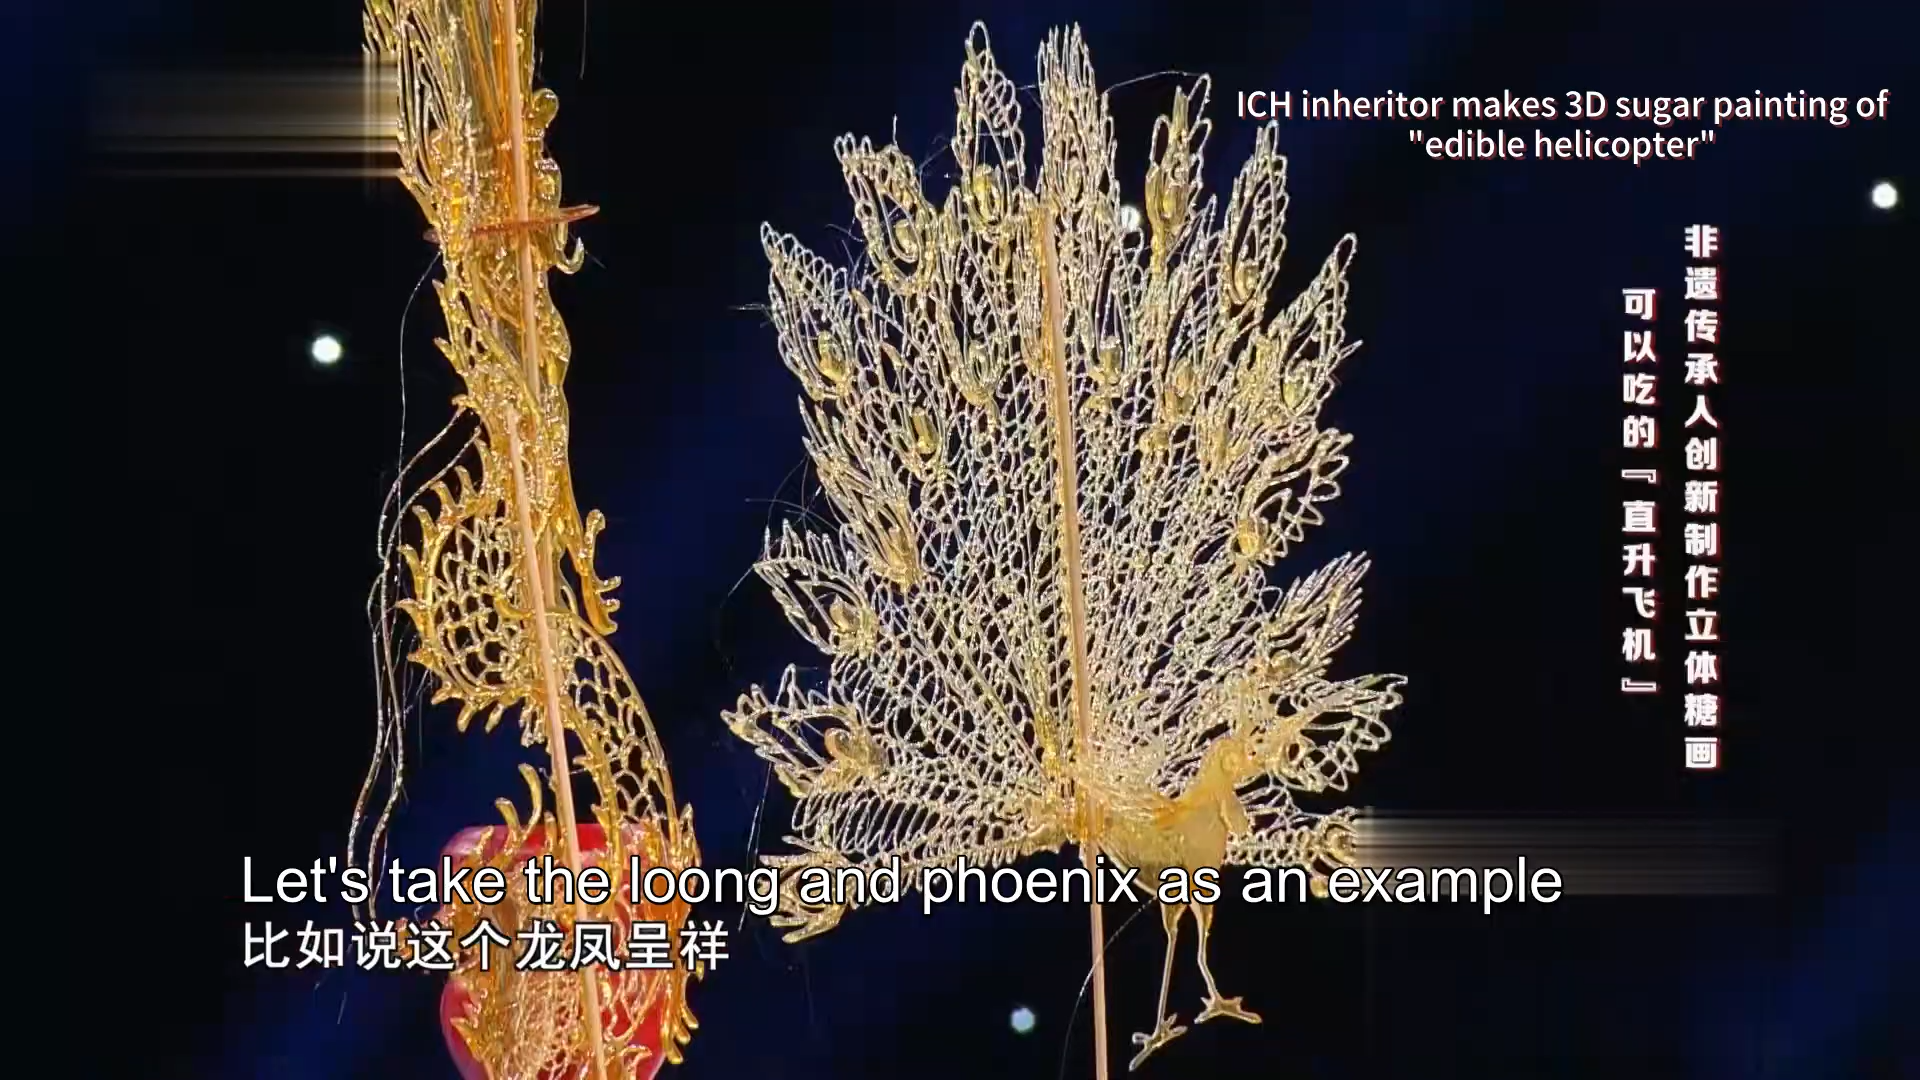 ICH inheritor makes 3D sugar painting of
"edible helicopter"
非遗传承人创新制作立体糖画
可以吃的『直升飞机』
Let's take the loong and phoenix as an example
比如说这个龙凤呈祥